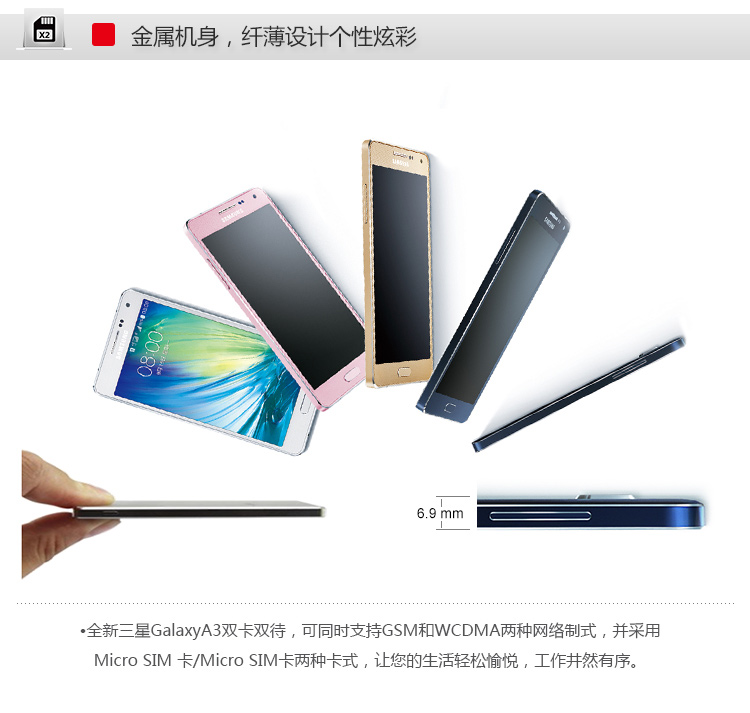 X2
金属机身，纤薄设计个性炫彩
SAMSUNG
SAMSUNG
SAMSUNG
SAMSUNG
08:00
6.9 mm
•全新三星GalaxyA3双卡双待，可同时支持GSM和WCDMA两种网络制式，并采用
Micro SIM 卡/Micro SIM卡两种卡式，让您的生活轻松愉悦，工作井然有序。